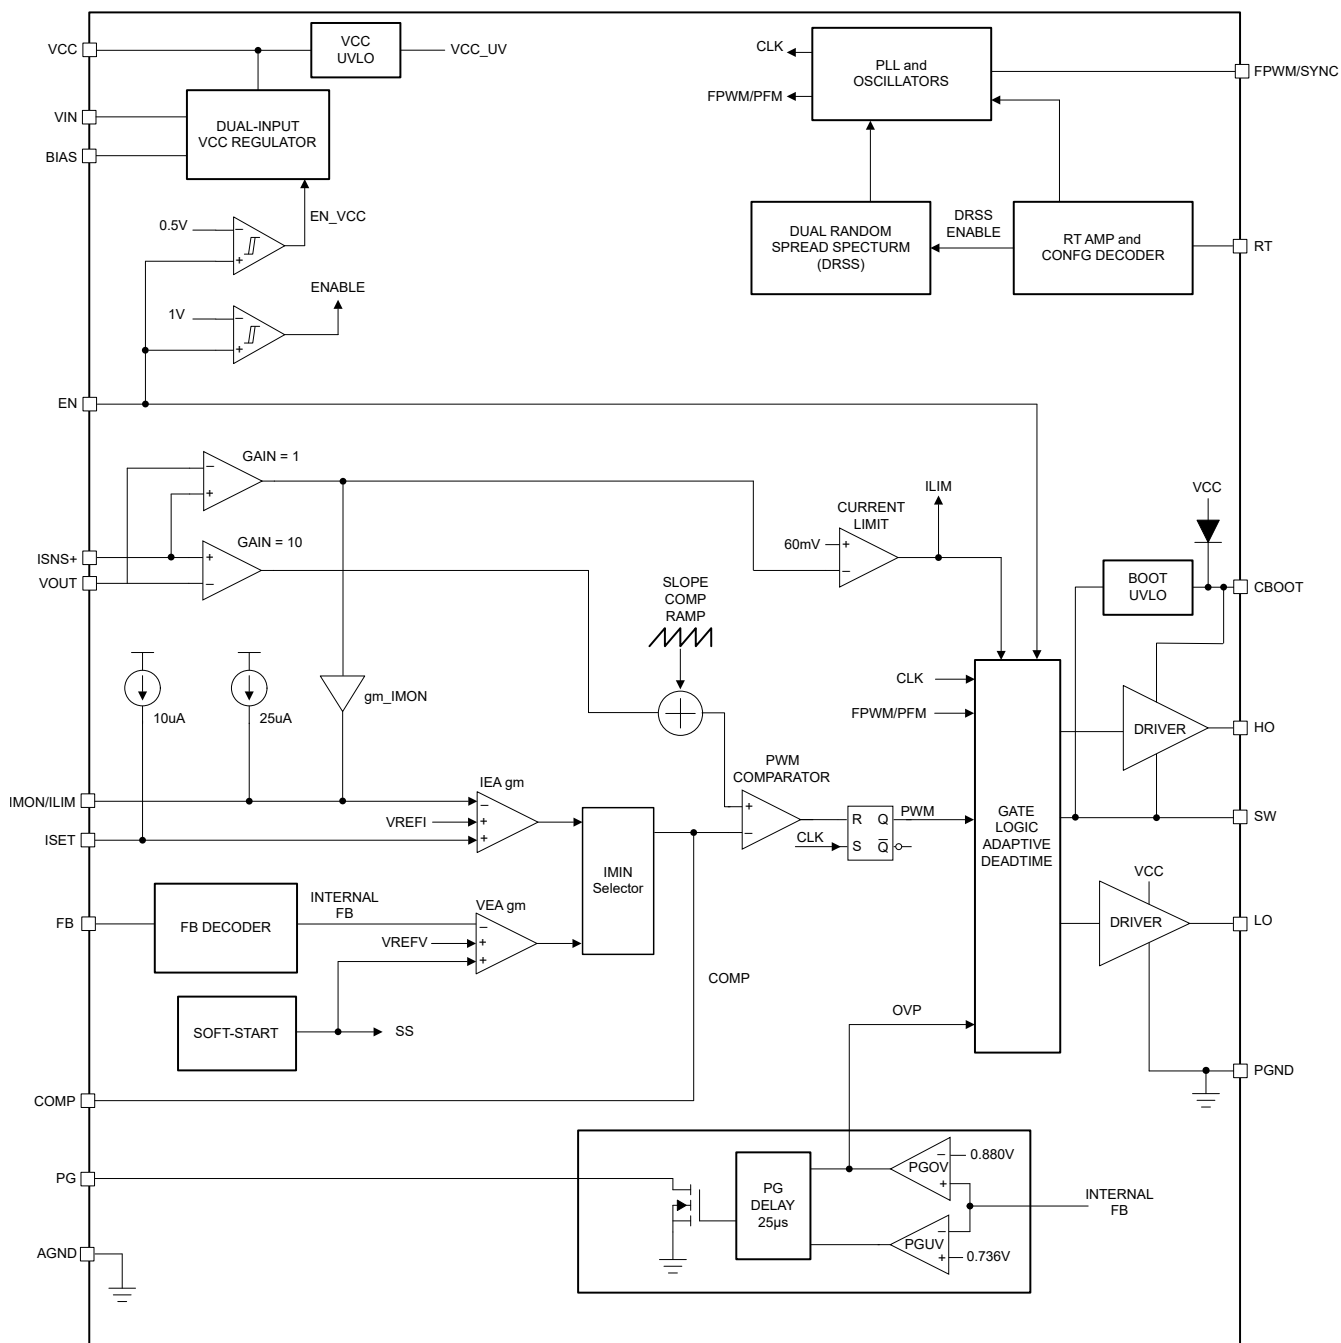 VCC
VCC
UVLO
VCC_UV
VIN
BIAS
DUAL-INPUT
VCC REGULATOR
EN_VCC
0.5V
−
+
ENABLE
1V
−
+
EN
CLK
FPWM/PFM
PLL and
OSCILLATORS
FPWM/SYNC
DUAL RANDOM
SPREAD SPECTURM
(DRSS)
DRSS
ENABLE
RT AMP and
CONFG DECODER
RT
GAIN = 1
−
+
GAIN = 10
+
−
ISNS+
VOUT
CURRENT
LIMIT
60mV
+
−
ILIM
VCC
BOOT
UVLO
CBOOT
SLOPE
COMP
RAMP
10uA
25uA
gm_IMON
CLK
FPWM/PFM
DRIVER
HO
IMON/ILIM
ISET
IEA gm
−
+
+
VREFI
PWM
COMPARATOR
+
−
CLK
R Q
S Q
PWM
GATE
LOGIC
ADAPTIVE
DEADTIME
SW
IMIN
Selector
FB
FB DECODER
INTERNAL
FB
VEA gm
−
+
+
VREFV
VCC
DRIVER
LO
SOFT-START
SS
COMP
OVP
PGND
COMP
PG
PG
DELAY
25µs
PGOV
−
+
0.880V
PGUV
−
+
0.736V
INTERNAL
FB
AGND